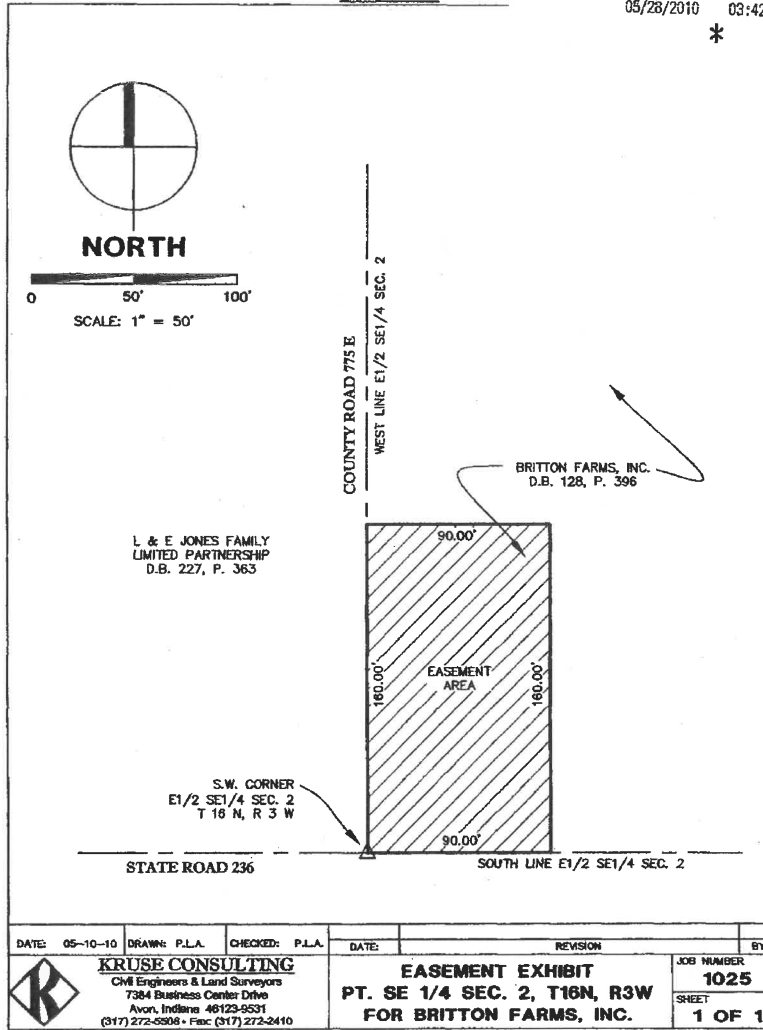 05/28/2010 03:42
*
NORTH
0 50' 100'
SCALE: 1" = 50'
COUNTY ROAD 775 E
WEST LINE E1/2 SE1/4 SEC. 2
BRITTON FARMS, INC.
D.B. 128, P. 396
L & E JONES FAMILY
LIMITED PARTNERSHIP
D.B. 227, P. 363
90.00'
160.00'
EASEMENT
AREA
160.00'
90.00'
S.W. CORNER
E1/2 SE1/4 SEC. 2
T 16 N, R 3 W
STATE ROAD 236
SOUTH LINE E1/2 SE1/4 SEC. 2
DATE: 05-10-10 DRAWN: P.L.A. CHECKED: P.L.A. DATE: REVISION BY
KRUSE CONSULTING
Civil Engineers & Land Surveyors
7384 Business Center Drive
Avon, Indiana 46123-9531
(317) 272-5508 • Fax: (317) 272-2410
EASEMENT EXHIBIT
PT. SE 1/4 SEC. 2, T16N, R3W
FOR BRITTON FARMS, INC.
JOB NUMBER
1025
SHEET
1 OF 1